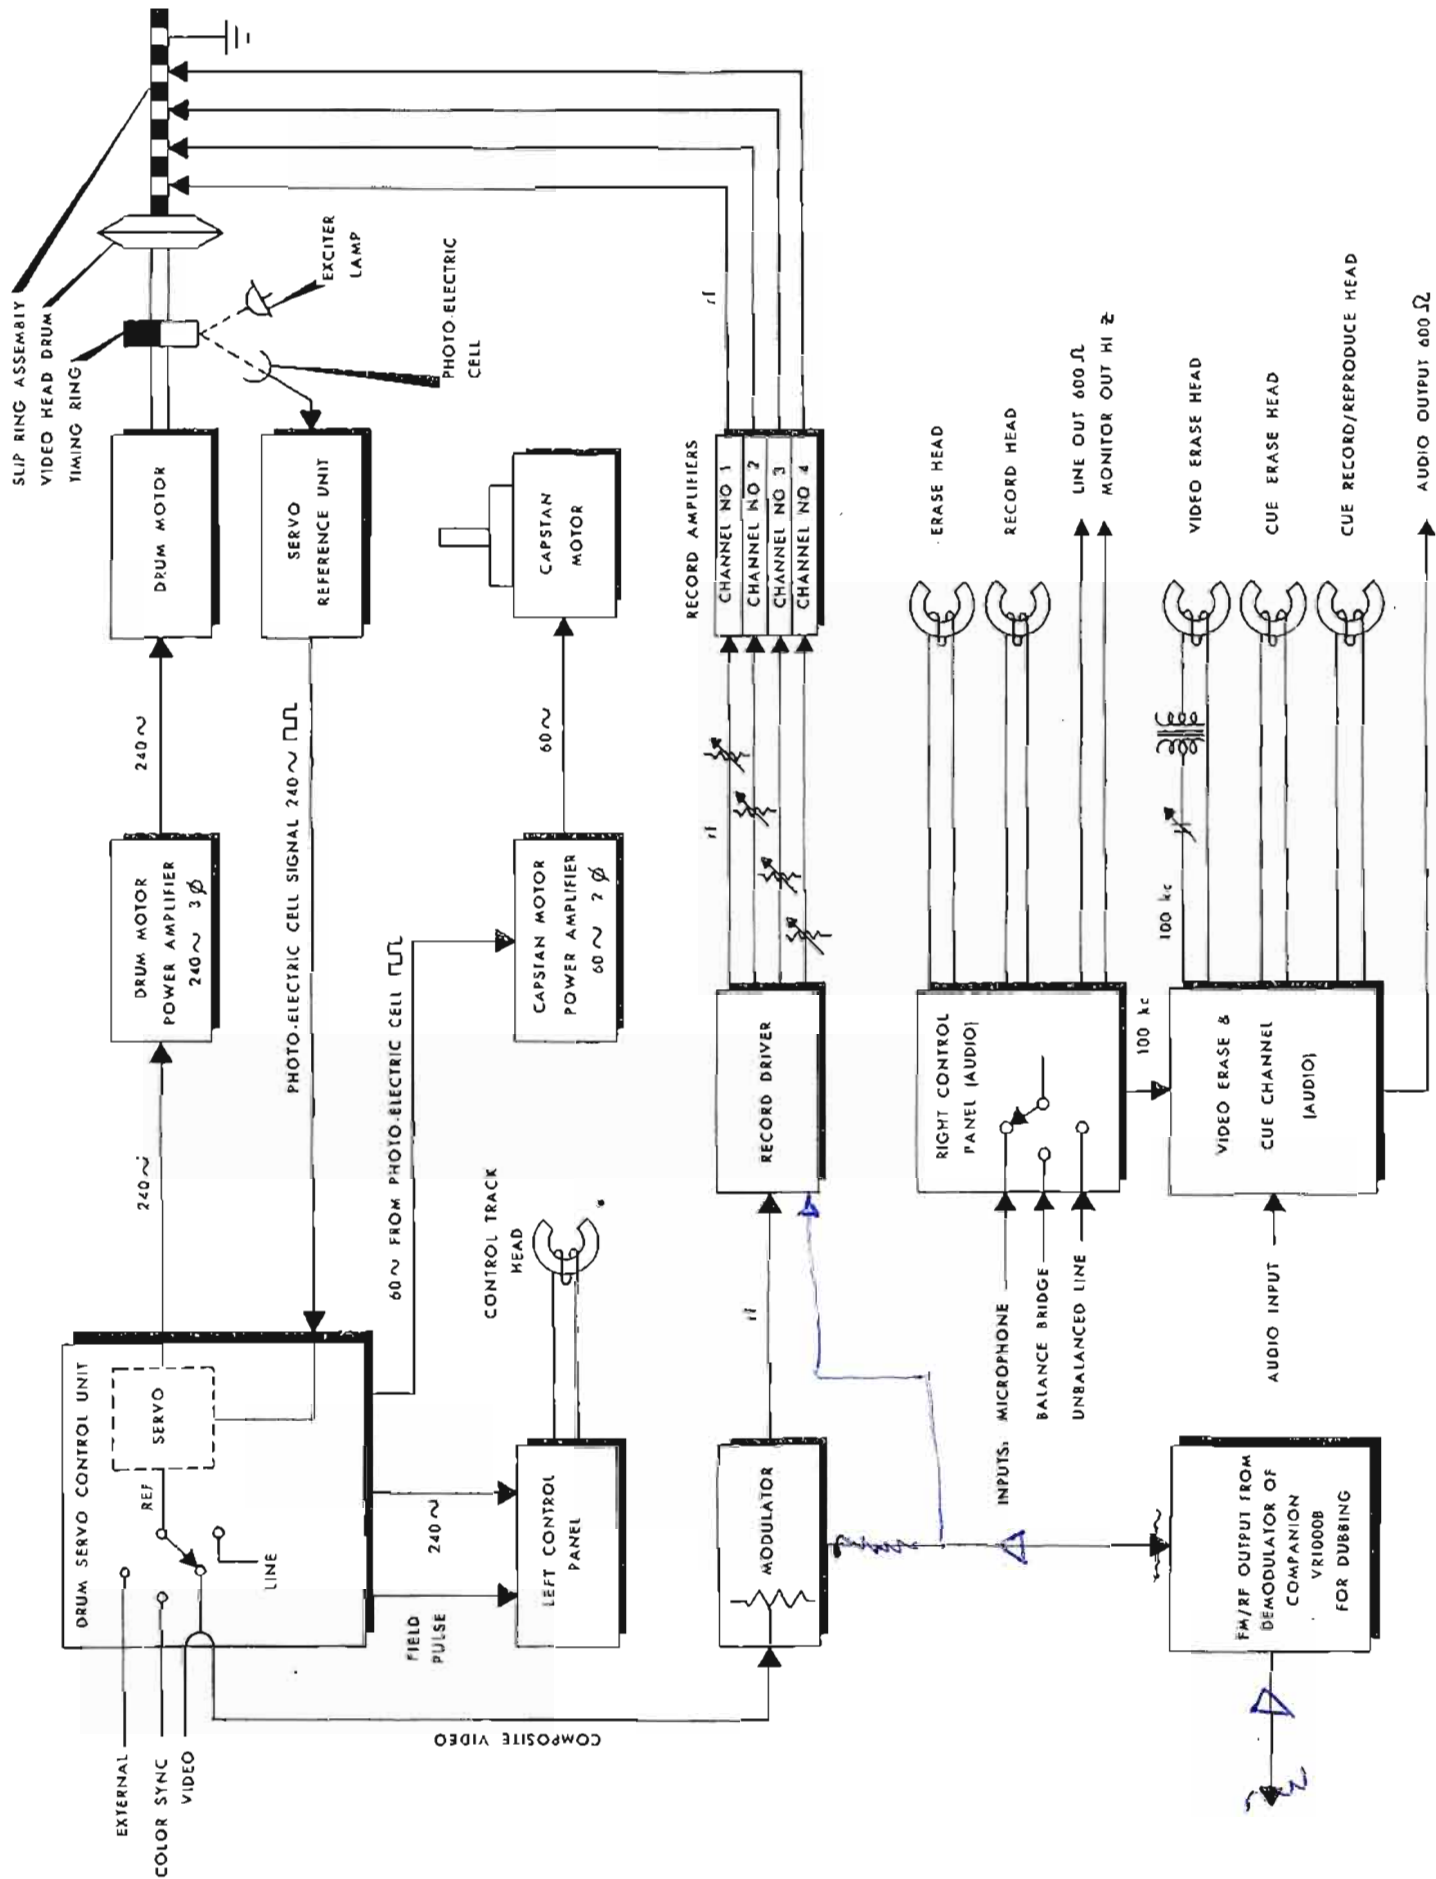 SLIP RING ASSEMBLY
VIDEO HEAD DRUM
TIMING RING
EXCITER
LAMP
PHOTO-ELECTRIC
CELL
DRUM MOTOR
SERVO
REFERENCE UNIT
240~
DRUM MOTOR
POWER AMPLIFIER
240~ 3Ø
240~
PHOTO-ELECTRIC CELL SIGNAL 240~
DRUM SERVO CONTROL UNIT
SERVO
REF
LINE
EXTERNAL
COLOR SYNC
VIDEO
60~ FROM PHOTO-ELECTRIC CELL
CAPSTAN MOTOR
POWER AMPLIFIER
60~ 2Ø
60~
CAPSTAN
MOTOR
CONTROL TRACK
HEAD
240~
FIELD
PULSE
LEFT CONTROL
PANEL
COMPOSITE VIDEO
MODULATOR
rf
RECORD DRIVER
rf
RECORD AMPLIFIERS
CHANNEL NO 1
CHANNEL NO 2
CHANNEL NO 3
CHANNEL NO 4
rf
ERASE HEAD
RECORD HEAD
LINE OUT 600Ω
MONITOR OUT HI Z
RIGHT CONTROL
PANEL (AUDIO)
INPUTS: MICROPHONE
BALANCE BRIDGE
UNBALANCED LINE
100 kc
100 kc
VIDEO ERASE &
CUE CHANNEL
(AUDIO)
AUDIO INPUT
VIDEO ERASE HEAD
CUE ERASE HEAD
CUE RECORD/REPRODUCE HEAD
AUDIO OUTPUT 600Ω
FM/RF OUTPUT FROM
DEMODULATOR OF
COMPANION
VR1000B
FOR DUBBING